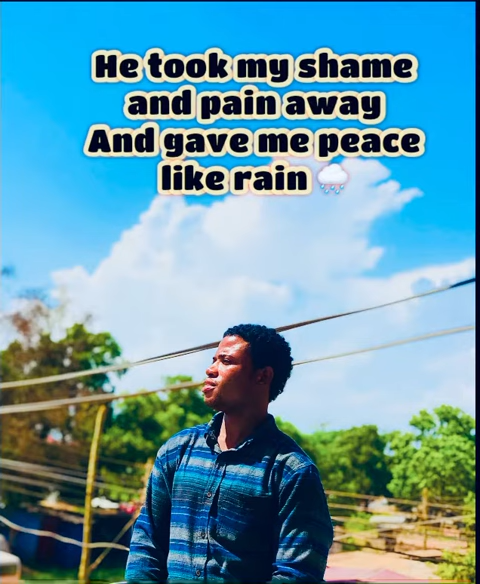 He took my shame
and pain away
And gave me peace
like rain 🌧️